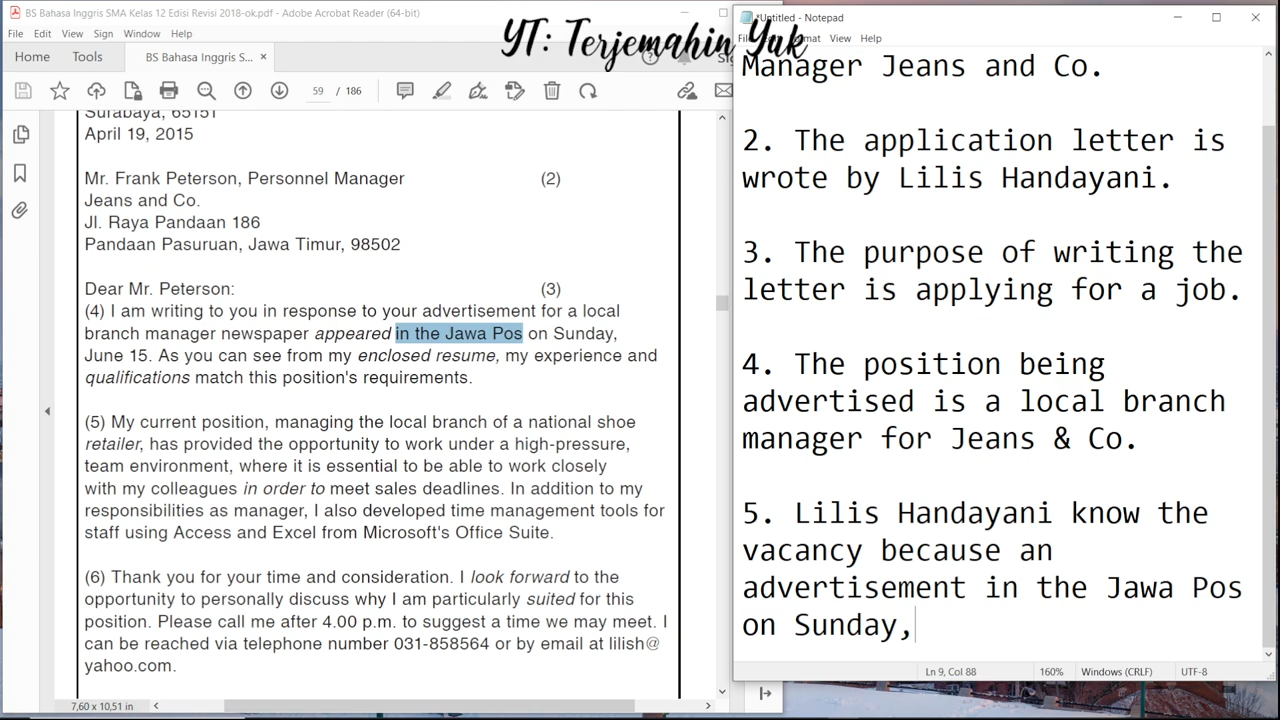 BS Bahasa Inggris SMA Kelas 12 Edisi Revisi 2018-ok.pdf - Adobe Acrobat Reader (64-bit)
File Edit View Sign Window Help
Home Tools BS Bahasa Inggris S... ×
59 / 186
YT: Terjemahin Yuk
Surabaya, 65151
April 19, 2015
Mr. Frank Peterson, Personnel Manager (2)
Jeans and Co.
Jl. Raya Pandaan 186
Pandaan Pasuruan, Jawa Timur, 98502
Dear Mr. Peterson: (3)
(4) I am writing to you in response to your advertisement for a local
branch manager newspaper appeared in the Jawa Pos on Sunday,
June 15. As you can see from my enclosed resume, my experience and
qualifications match this position's requirements.
(5) My current position, managing the local branch of a national shoe
retailer, has provided the opportunity to work under a high-pressure,
team environment, where it is essential to be able to work closely
with my colleagues in order to meet sales deadlines. In addition to my
responsibilities as manager, I also developed time management tools for
staff using Access and Excel from Microsoft's Office Suite.
(6) Thank you for your time and consideration. I look forward to the
opportunity to personally discuss why I am particularly suited for this
position. Please call me after 4.00 p.m. to suggest a time we may meet. I
can be reached via telephone number 031-858564 or by email at lilish@
yahoo.com.
7,60 x 10,51 in
*Untitled - Notepad
View Help
Manager Jeans and Co.
2. The application letter is
wrote by Lilis Handayani.
3. The purpose of writing the
letter is applying for a job.
4. The position being
advertised is a local branch
manager for Jeans & Co.
5. Lilis Handayani know the
vacancy because an
advertisement in the Jawa Pos
on Sunday,
Ln 9, Col 88 160% Windows (CRLF) UTF-8